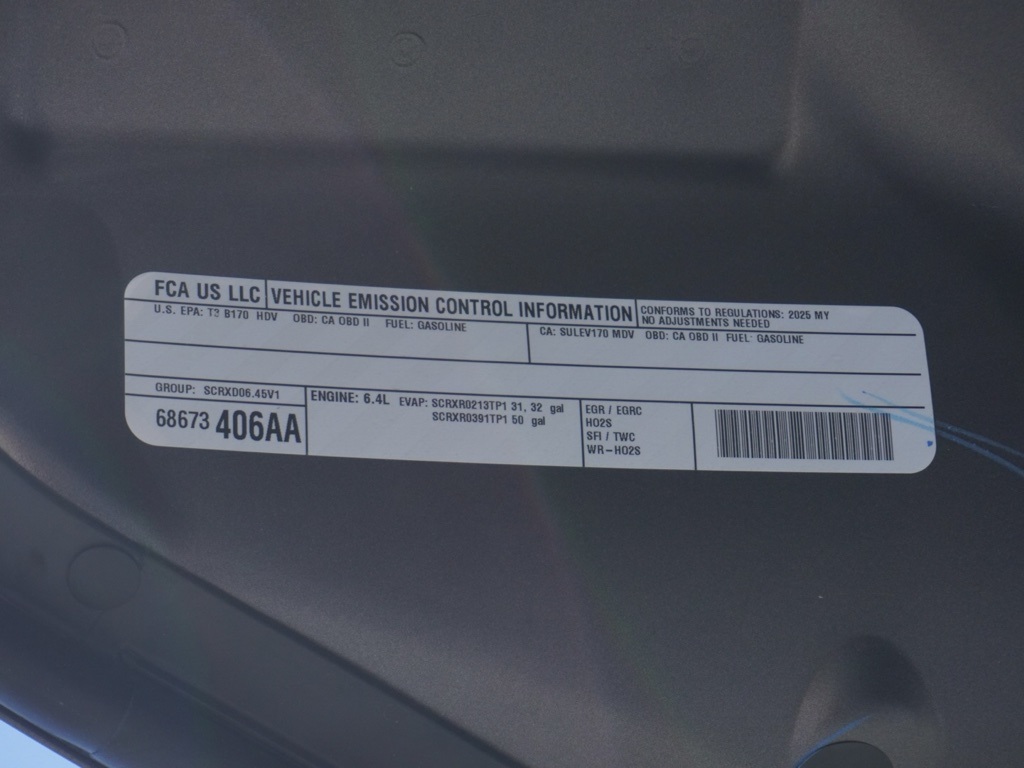 FCA US LLC VEHICLE EMISSION CONTROL INFORMATION CONFORMS TO REGULATIONS: 2025 MY
NO ADJUSTMENTS NEEDED
U.S. EPA: T3 B170 HDV OBD: CA OBD II FUEL: GASOLINE CA: SULEV170 MDV OBD: CA OBD II FUEL: GASOLINE
GROUP: SCRXD06.45V1
68673 406AA
ENGINE: 6.4L EVAP: SCRXR0213TP1 31, 32 gal
SCRXR0391TP1 50 gal
EGR / EGRC
HO2S
SFI / TWC
WR-HO2S